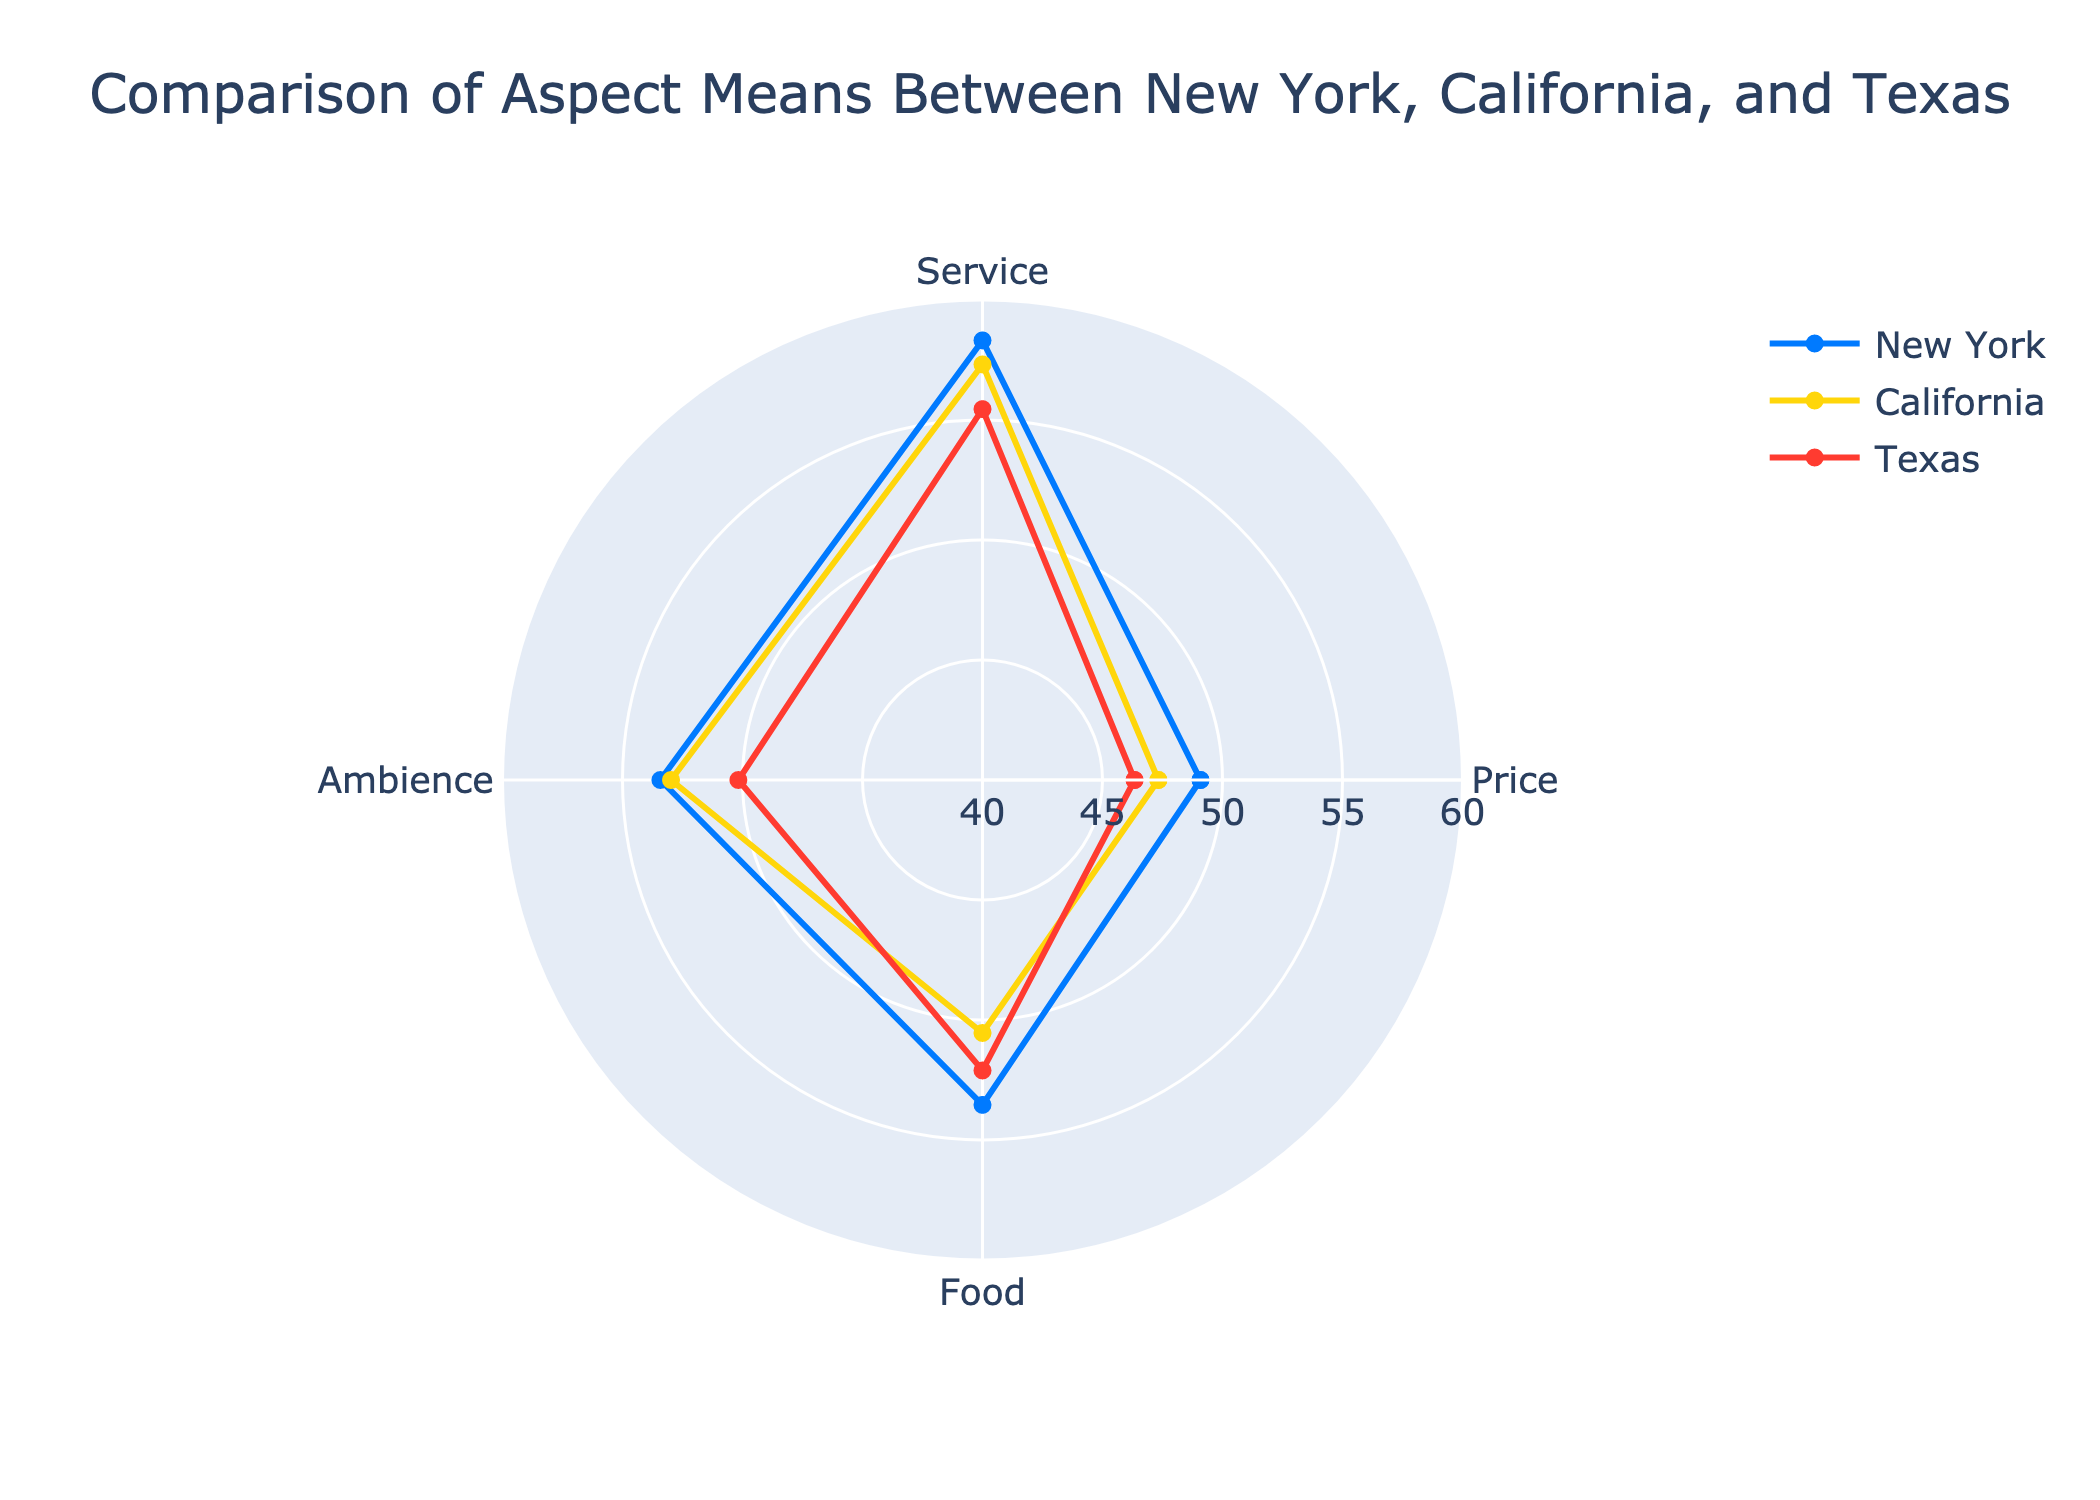 Comparison of Aspect Means Between New York, California, and Texas
Service
New York
California
Texas
Ambience
Price
40
45
50
55
60
Food